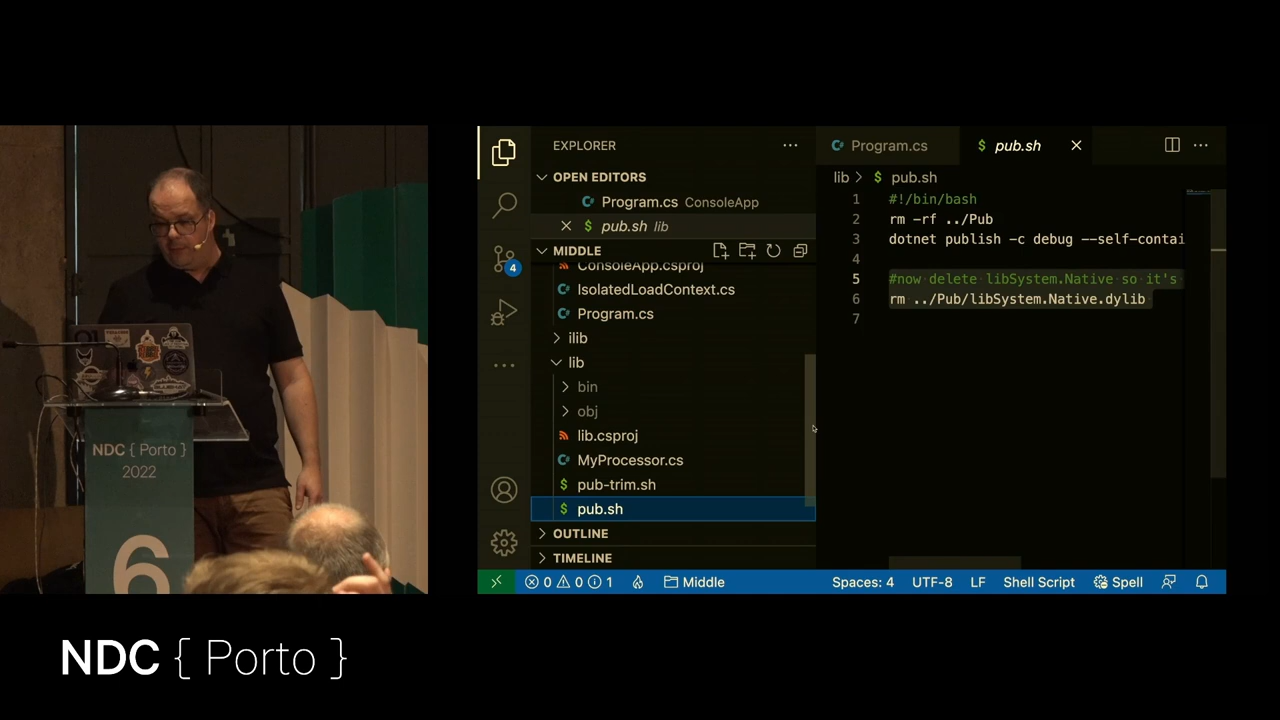 NDC { Porto }
2022
6
EXPLORER
OPEN EDITORS
Program.cs ConsoleApp
pub.sh lib
MIDDLE
ConsoleApp.csproj
IsolatedLoadContext.cs
Program.cs
ilib
lib
bin
obj
lib.csproj
MyProcessor.cs
pub-trim.sh
pub.sh
OUTLINE
TIMELINE
4
Program.cs
pub.sh
lib > pub.sh
1 #!/bin/bash
2 rm -rf ../Pub
3 dotnet publish -c debug --self-contai
4
5 #now delete libSystem.Native so it's
6 rm ../Pub/libSystem.Native.dylib
7
0 0 1 Middle Spaces: 4 UTF-8 LF Shell Script Spell
NDC { Porto }